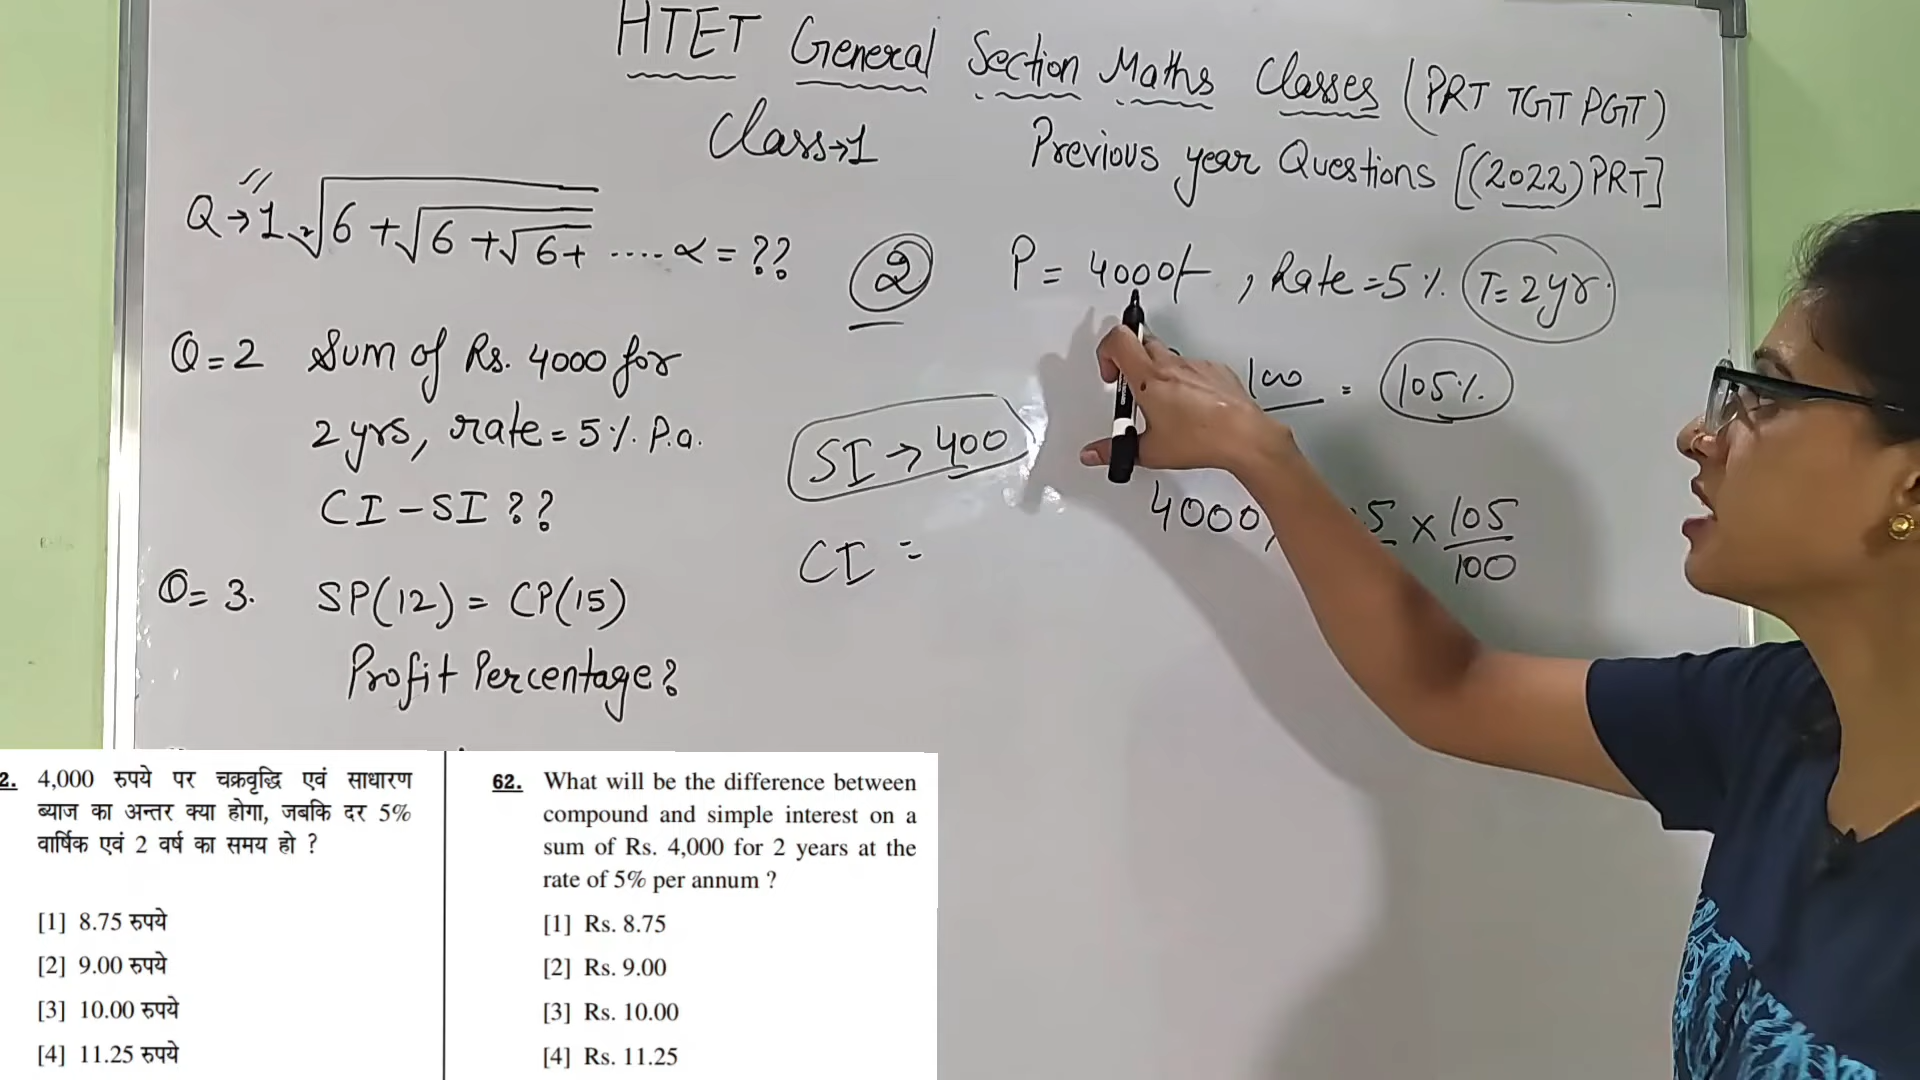 HTET General Section Maths Classes (PRT TGT PGT)
Class→1 Previous year Questions [(2022)PRT]
Q→1 ²√6+√6+√6+ ....∝=??
Q=2 Sum of Rs. 4000 for
2yrs, rate=5%. P.a.
CI-SI??
Q=3. SP(12)= CP(15)
Profit Percentage?
②
P= 4000/- , Rate=5% T=2yr.
100 = 105%
SI→400
4000 5 × 105/100
CI =
2. 4,000 रुपये पर चक्रवृद्धि एवं साधारण
ब्याज का अन्तर क्या होगा, जबकि दर 5%
वार्षिक एवं 2 वर्ष का समय हो ?
[1] 8.75 रुपये
[2] 9.00 रुपये
[3] 10.00 रुपये
[4] 11.25 रुपये
62. What will be the difference between
compound and simple interest on a
sum of Rs. 4,000 for 2 years at the
rate of 5% per annum ?
[1] Rs. 8.75
[2] Rs. 9.00
[3] Rs. 10.00
[4] Rs. 11.25